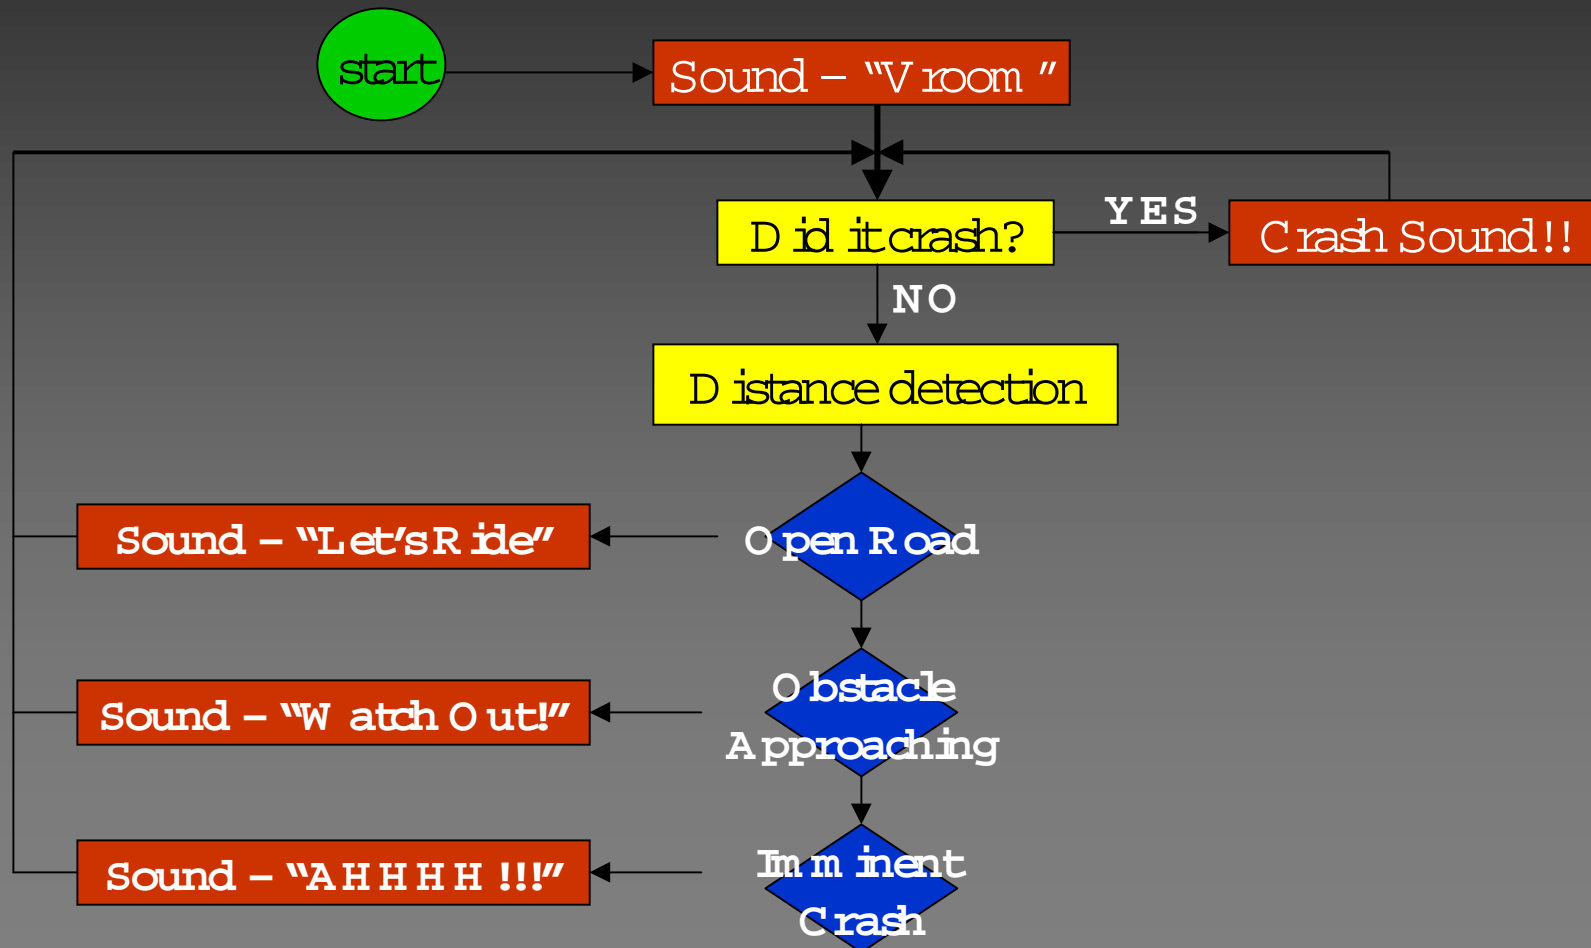 start
Sound – “Vroom”
Did it crash?
YES
Crash Sound!!
NO
Distance detection
Sound – “Let’s Ride”
Open Road
Sound – “Watch Out!”
Obstacle
Approaching
Sound – “AHHHH!!!”
Imminent
Crash